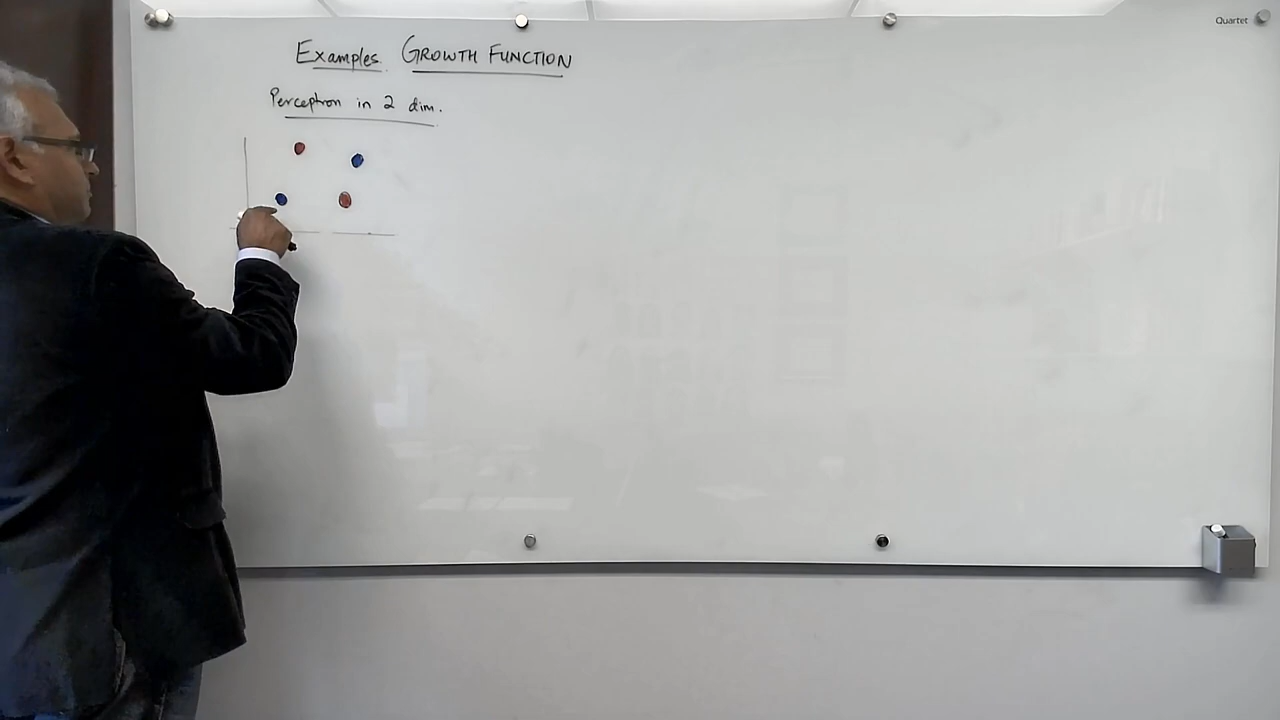 Quartet
Examples. GROWTH FUNCTION
Perceptron in 2 dim.